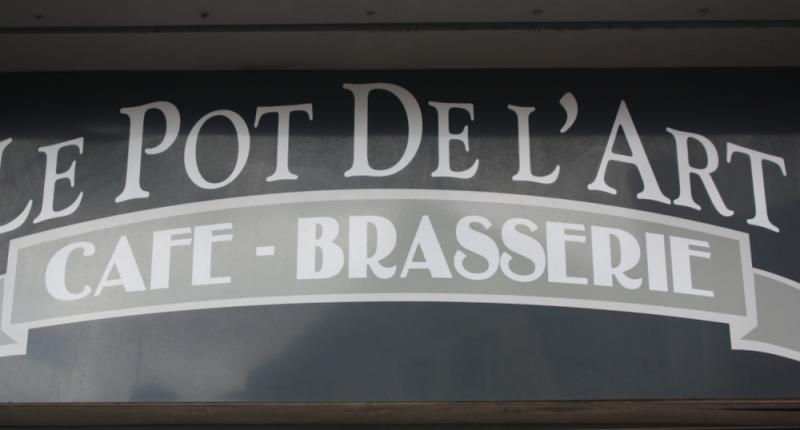 LE POT DE L'ART
CAFE - BRASSERIE